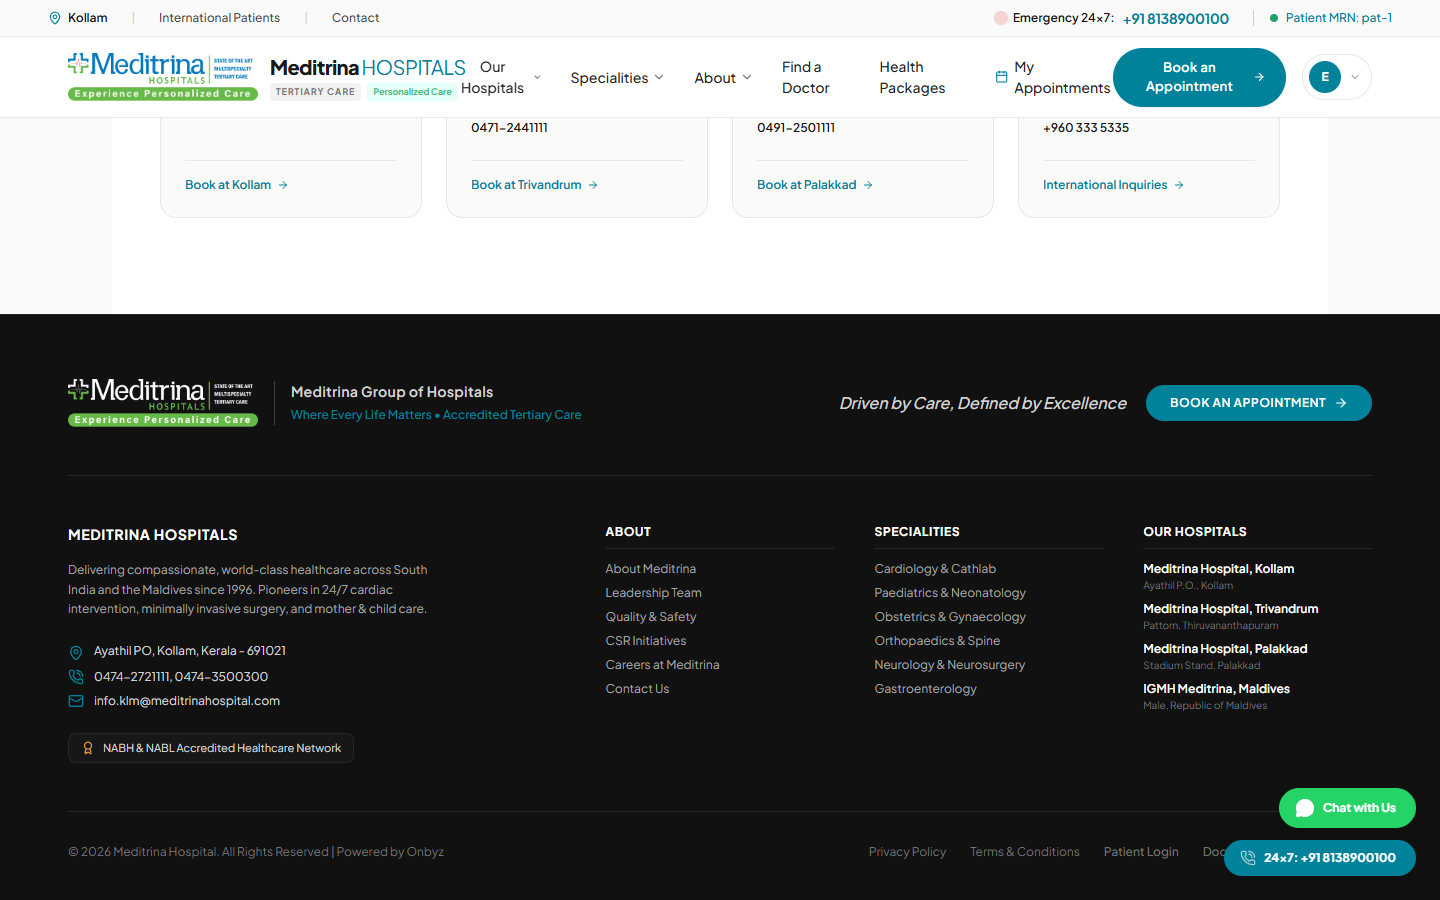 Kollam | International Patients | Contact
Emergency 24×7: +91 8138900100
Patient MRN: pat-1
Meditrina
HOSPITALS
STATE OF THE ART
MULTISPECIALTY
TERTIARY CARE
Experience Personalized Care
Meditrina HOSPITALS
TERTIARY CARE Personalized Care
Our Hospitals
Specialities
About
Find a Doctor
Health Packages
My Appointments
Book an Appointment
E
0471-2441111
0491-2501111
+960 333 5335
Book at Kollam
Book at Trivandrum
Book at Palakkad
International Inquiries
Meditrina
HOSPITALS
STATE OF THE ART
MULTISPECIALTY
TERTIARY CARE
Experience Personalized Care
Meditrina Group of Hospitals
Where Every Life Matters • Accredited Tertiary Care
Driven by Care, Defined by Excellence
BOOK AN APPOINTMENT
MEDITRINA HOSPITALS
Delivering compassionate, world-class healthcare across South
India and the Maldives since 1996. Pioneers in 24/7 cardiac
intervention, minimally invasive surgery, and mother & child care.
Ayathil PO, Kollam, Kerala - 691021
0474-2721111, 0474-3500300
info.klm@meditrinahospital.com
NABH & NABL Accredited Healthcare Network
ABOUT
About Meditrina
Leadership Team
Quality & Safety
CSR Initiatives
Careers at Meditrina
Contact Us
SPECIALITIES
Cardiology & Cathlab
Paediatrics & Neonatology
Obstetrics & Gynaecology
Orthopaedics & Spine
Neurology & Neurosurgery
Gastroenterology
OUR HOSPITALS
Meditrina Hospital, Kollam
Ayathil P.O., Kollam
Meditrina Hospital, Trivandrum
Pattom, Thiruvananthapuram
Meditrina Hospital, Palakkad
Stadium Stand, Palakkad
IGMH Meditrina, Maldives
Male, Republic of Maldives
Chat with Us
24×7: +91 8138900100
© 2026 Meditrina Hospital. All Rights Reserved | Powered by Onbyz
Privacy Policy
Terms & Conditions
Patient Login